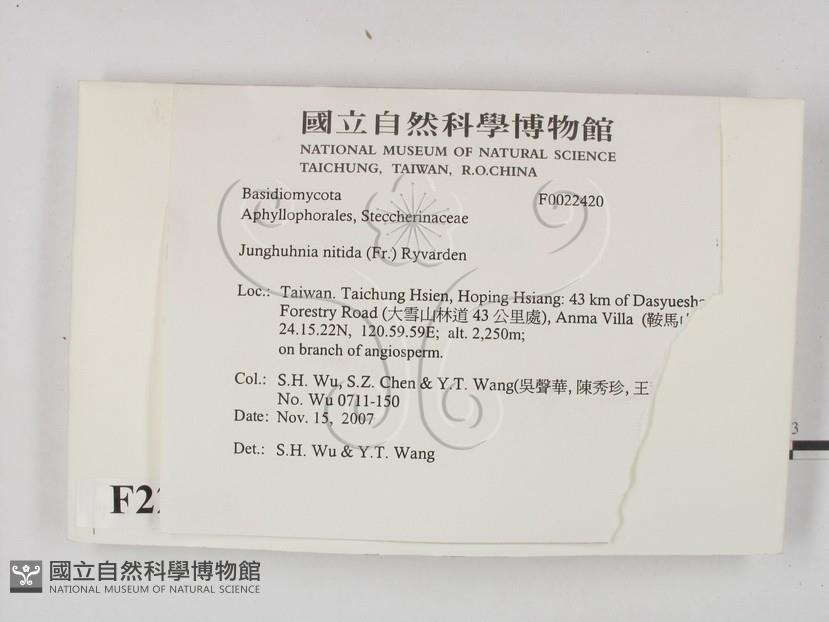 國立自然科學博物館
NATIONAL MUSEUM OF NATURAL SCIENCE
TAICHUNG, TAIWAN, R.O.CHINA
Basidiomycota F0022420
Aphyllophorales, Steccherinaceae
Junghuhnia nitida (Fr.) Ryvarden
Loc.: Taiwan. Taichung Hsien, Hoping Hsiang: 43 km of Dasyuesha
Forestry Road (大雪山林道 43 公里處), Anma Villa (鞍馬山
24.15.22N, 120.59.59E; alt. 2,250m;
on branch of angiosperm.
Col.: S.H. Wu, S.Z. Chen & Y.T. Wang(吳聲華, 陳秀珍, 王
No. Wu 0711-150
Date: Nov. 15, 2007
Det.: S.H. Wu & Y.T. Wang
F22
3
國立自然科學博物館
NATIONAL MUSEUM OF NATURAL SCIENCE